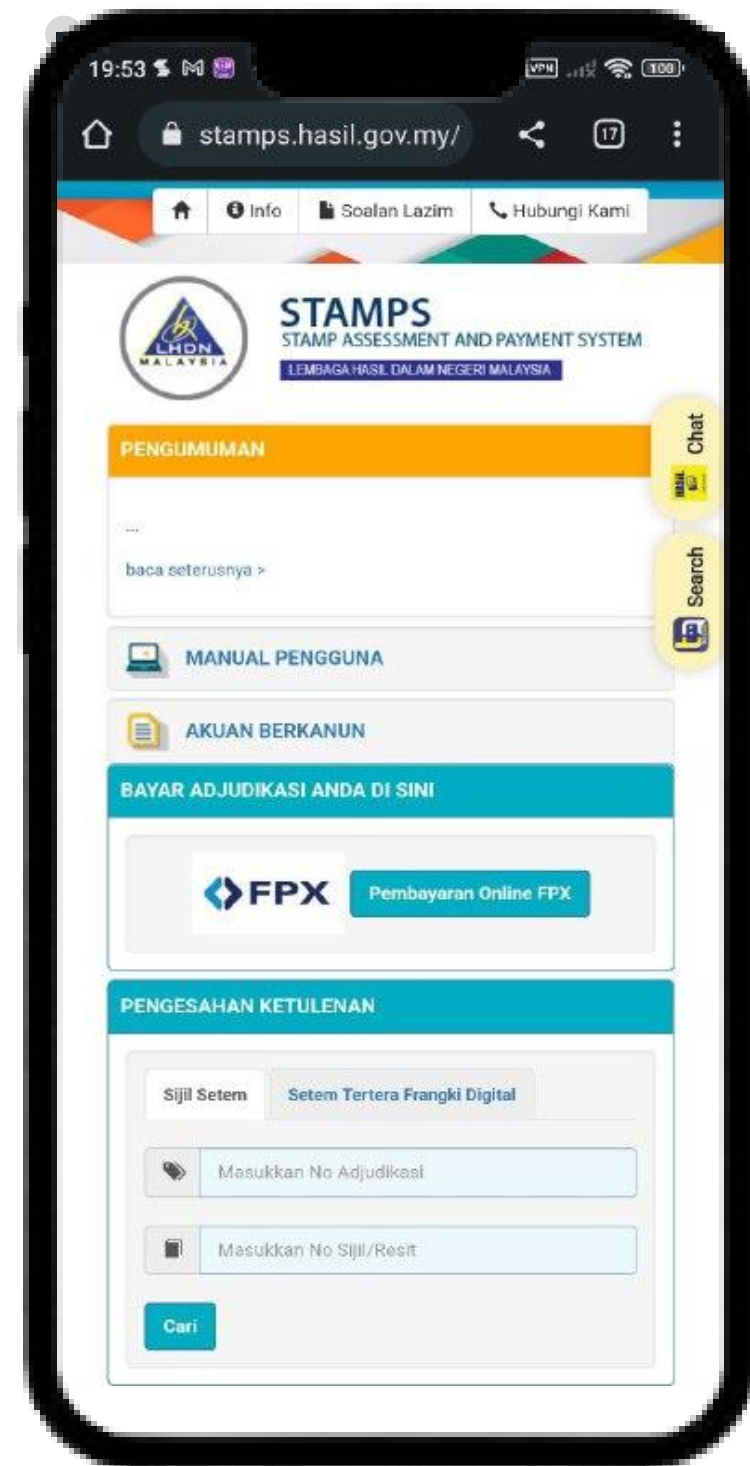 19:53
VPN 100
stamps.hasil.gov.my/ 17
Info Soalan Lazim Hubungi Kami
LHDN
MALAYSIA
STAMPS
STAMP ASSESSMENT AND PAYMENT SYSTEM
LEMBAGA HASIL DALAM NEGERI MALAYSIA
Chat
HASiL
PENGUMUMAN
...
baca seterusnya >
Search
MANUAL PENGGUNA
AKUAN BERKANUN
BAYAR ADJUDIKASI ANDA DI SINI
FPX Pembayaran Online FPX
PENGESAHAN KETULENAN
Sijil Setem Setem Tertera Frangki Digital
Masukkan No Adjudikasi
Masukkan No Sijil/Resit
Cari